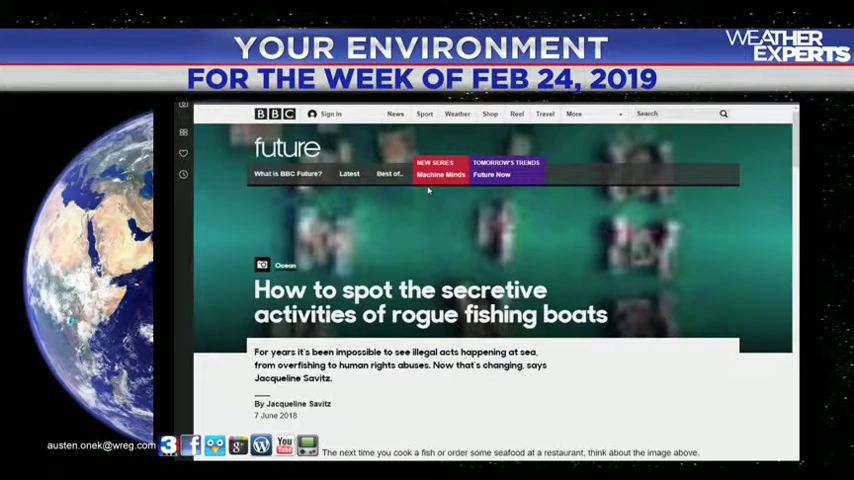 YOUR ENVIRONMENT
WEATHER
EXPERTS
FOR THE WEEK OF FEB 24, 2019
BBC Sign in News Sport Weather Shop Reel Travel More Search
future
NEW SERIES TOMORROW'S TRENDS
What is BBC Future? Latest Best of... Machine Minds Future Now
Ocean
How to spot the secretive
activities of rogue fishing boats
For years it's been impossible to see illegal acts happening at sea,
from overfishing to human rights abuses. Now that's changing, says
Jacqueline Savitz.
By Jacqueline Savitz
7 June 2018
austen.onek@wreg.com 3 f g+ W You Tube
The next time you cook a fish or order some seafood at a restaurant, think about the image above.